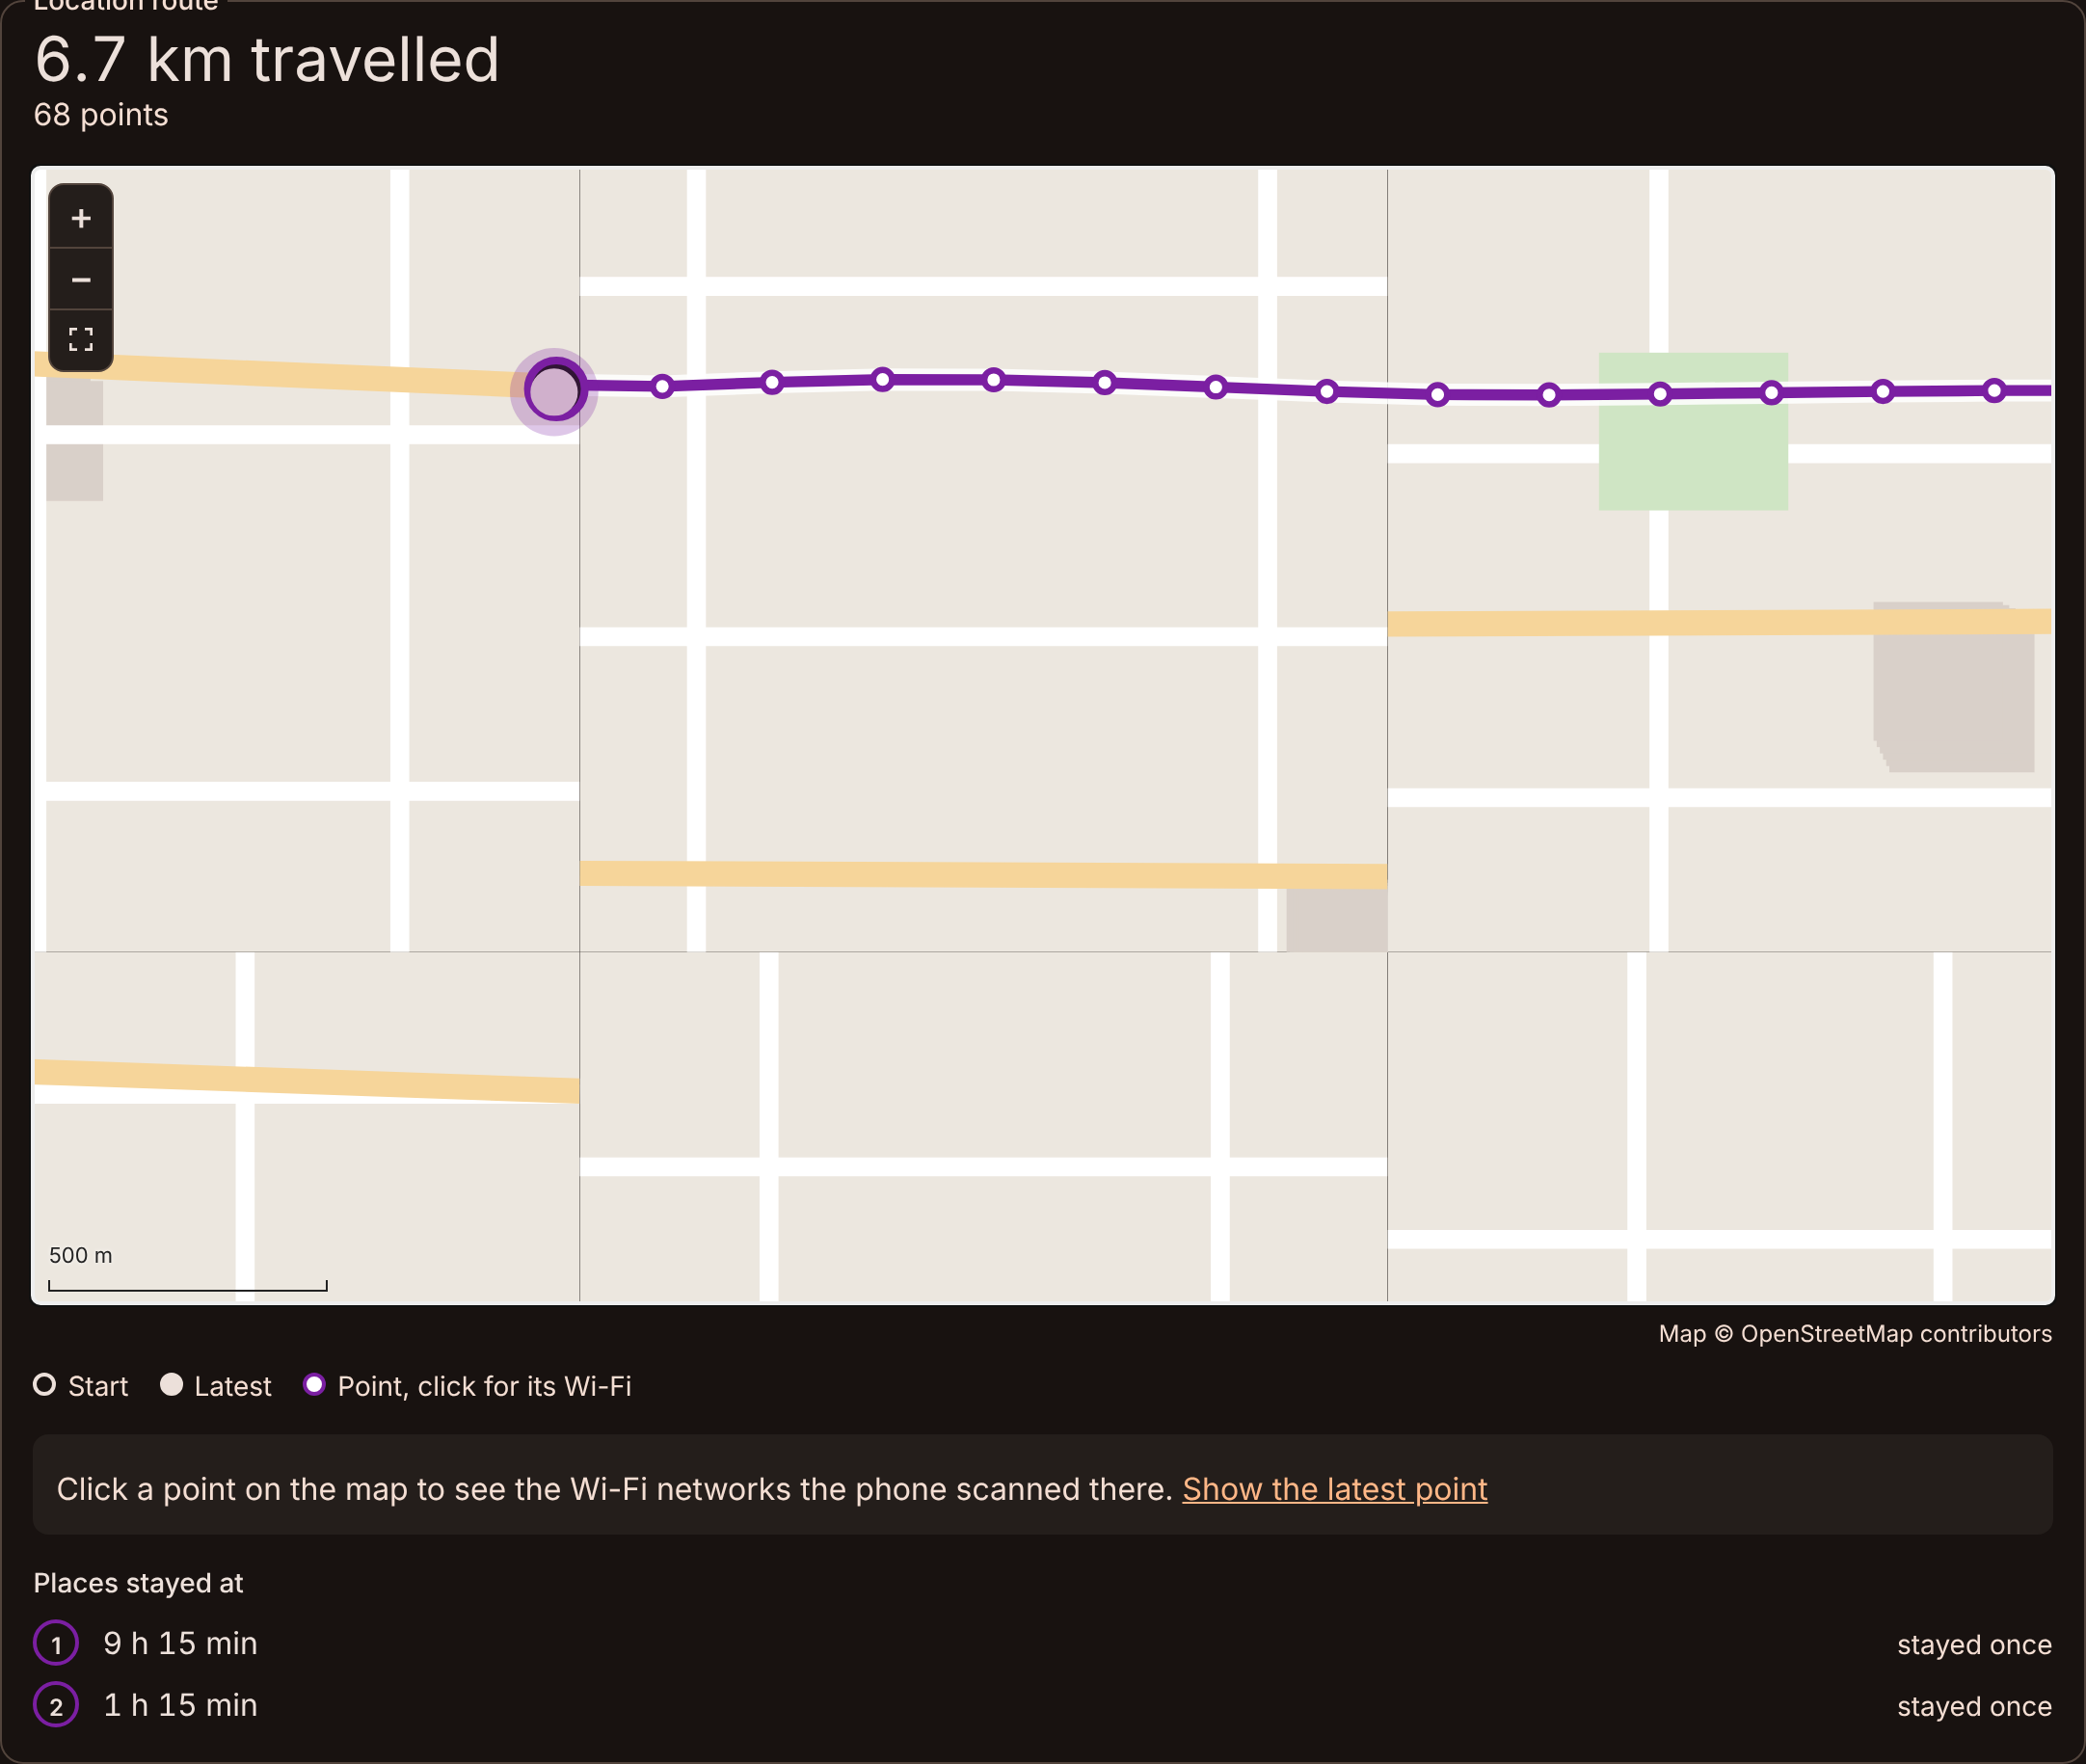 Location route
6.7 km travelled
68 points
+
−
500 m
Map © OpenStreetMap contributors
Start
Latest
Point, click for its Wi-Fi
Click a point on the map to see the Wi-Fi networks the phone scanned there. Show the latest point
Places stayed at
1 9 h 15 min stayed once
2 1 h 15 min stayed once